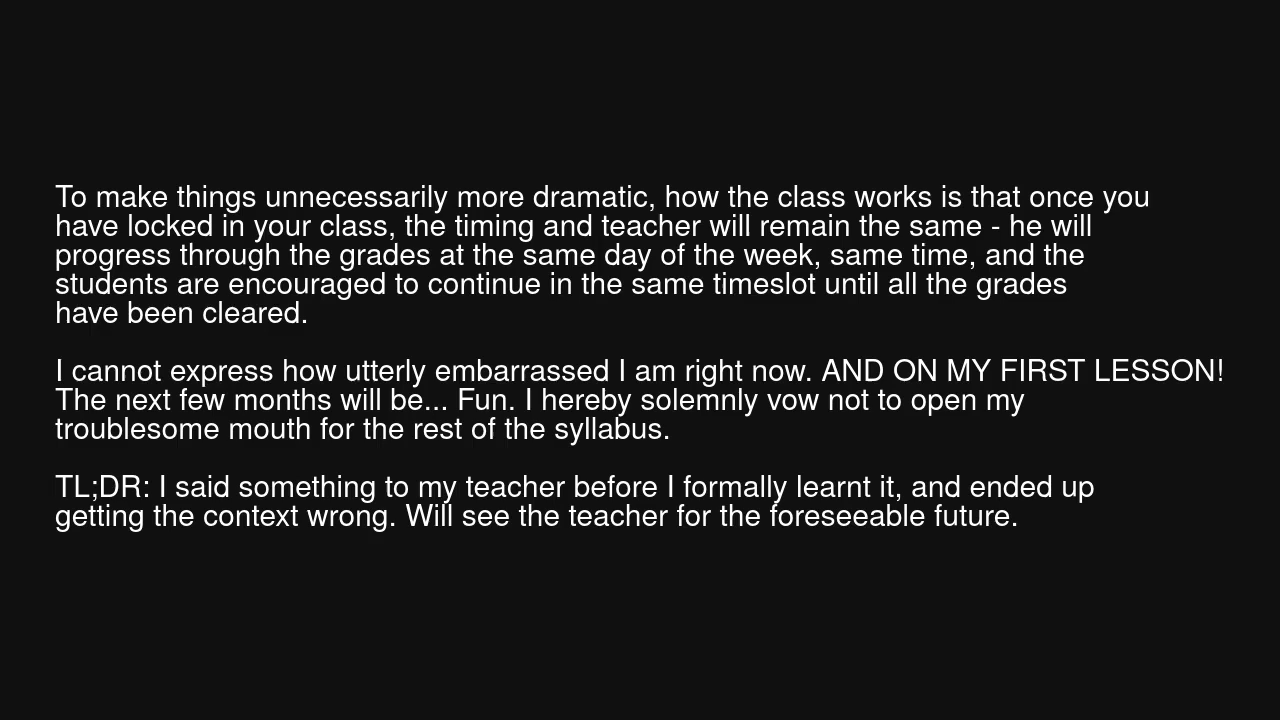 To make things unnecessarily more dramatic, how the class works is that once you
have locked in your class, the timing and teacher will remain the same - he will
progress through the grades at the same day of the week, same time, and the
students are encouraged to continue in the same timeslot until all the grades
have been cleared.
I cannot express how utterly embarrassed I am right now. AND ON MY FIRST LESSON!
The next few months will be... Fun. I hereby solemnly vow not to open my
troublesome mouth for the rest of the syllabus.
TL;DR: I said something to my teacher before I formally learnt it, and ended up
getting the context wrong. Will see the teacher for the foreseeable future.